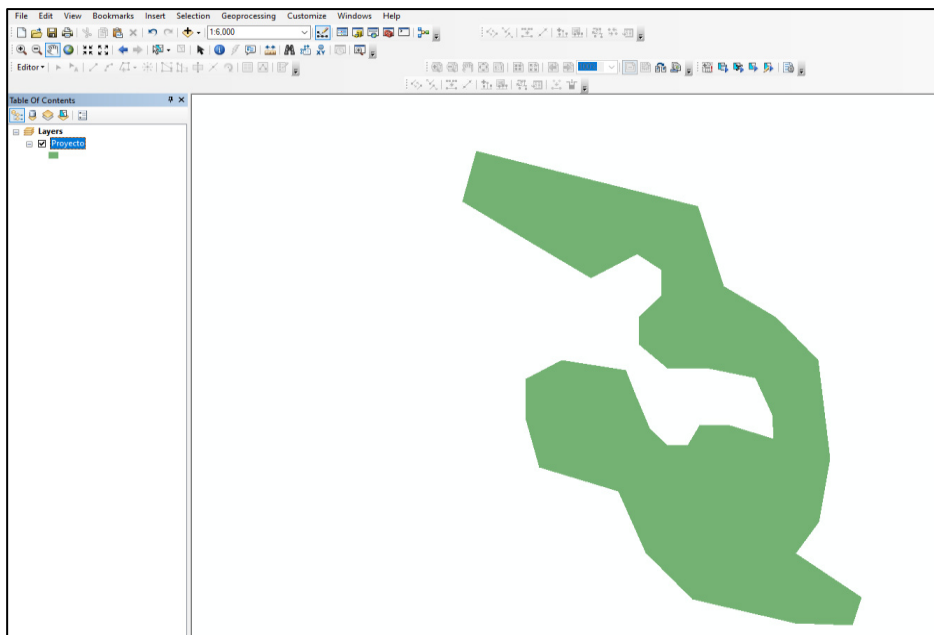 File Edit View Bookmarks Insert Selection Geoprocessing Customize Windows Help
1:6,000
Editor
Table Of Contents
Layers
Proyecto